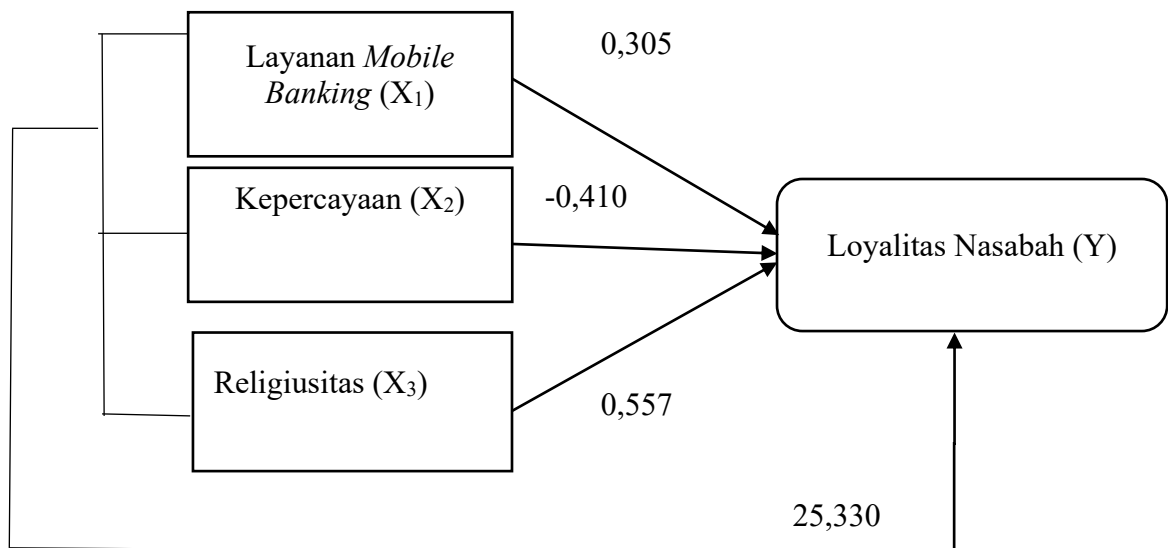 Layanan Mobile
Banking (X₁)
0,305
Kepercayaan (X₂)
-0,410
Loyalitas Nasabah (Y)
Religiusitas (X₃)
0,557
25,330